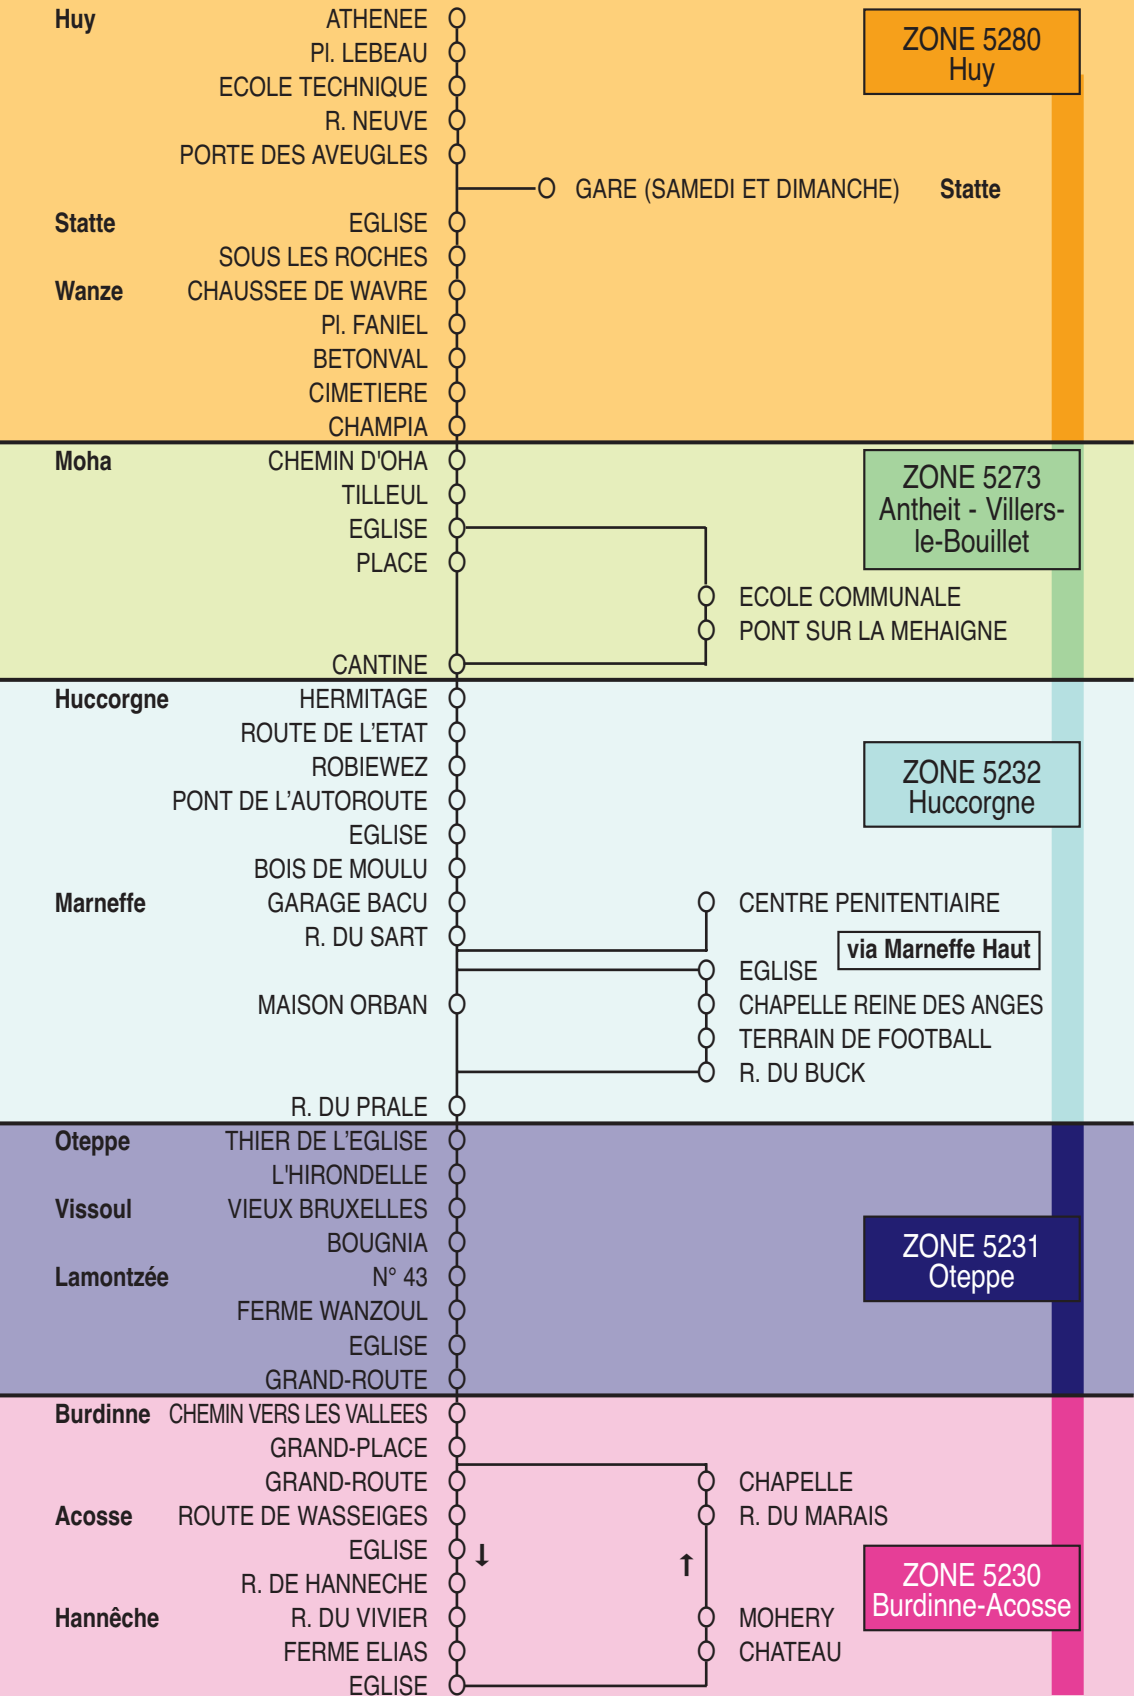 Huy ATHENEE
Pl. LEBEAU
ECOLE TECHNIQUE
R. NEUVE
PORTE DES AVEUGLES
ZONE 5280
Huy
GARE (SAMEDI ET DIMANCHE) Statte
Statte EGLISE
SOUS LES ROCHES
Wanze CHAUSSEE DE WAVRE
Pl. FANIEL
BETONVAL
CIMETIERE
CHAMPIA
Moha CHEMIN D'OHA
TILLEUL
EGLISE
PLACE
ZONE 5273
Antheit - Villers-
le-Bouillet
ECOLE COMMUNALE
PONT SUR LA MEHAIGNE
CANTINE
Huccorgne HERMITAGE
ROUTE DE L’ETAT
ROBIEWEZ
PONT DE L’AUTOROUTE
EGLISE
BOIS DE MOULU
ZONE 5232
Huccorgne
Marneffe GARAGE BACU
R. DU SART
CENTRE PENITENTIAIRE
via Marneffe Haut
EGLISE
MAISON ORBAN
CHAPELLE REINE DES ANGES
TERRAIN DE FOOTBALL
R. DU BUCK
R. DU PRALE
Oteppe THIER DE L’EGLISE
L'HIRONDELLE
Vissoul VIEUX BRUXELLES
BOUGNIA
Lamontzée N° 43
FERME WANZOUL
EGLISE
GRAND-ROUTE
ZONE 5231
Oteppe
Burdinne CHEMIN VERS LES VALLEES
GRAND-PLACE
GRAND-ROUTE
Acosse ROUTE DE WASSEIGES
EGLISE
R. DE HANNECHE
Hannêche R. DU VIVIER
FERME ELIAS
EGLISE
CHAPELLE
R. DU MARAIS
MOHERY
CHATEAU
ZONE 5230
Burdinne-Acosse